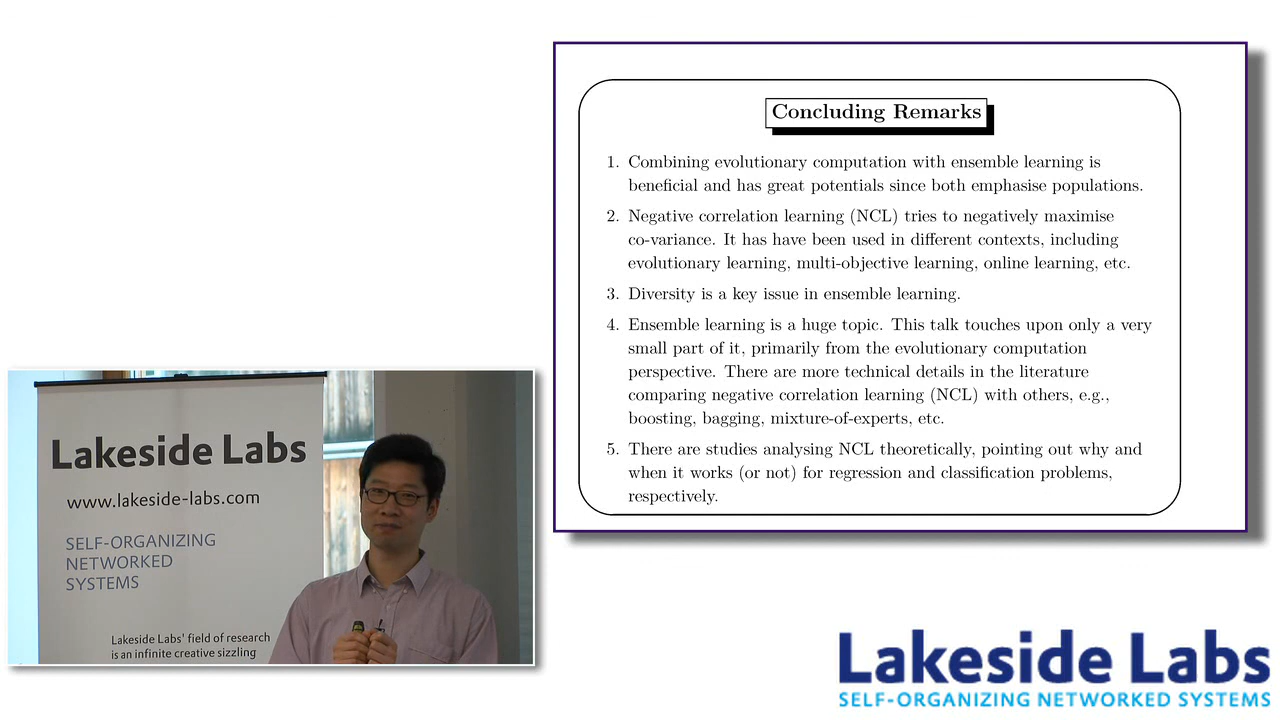 Concluding Remarks
1. Combining evolutionary computation with ensemble learning is
beneficial and has great potentials since both emphasise populations.
2. Negative correlation learning (NCL) tries to negatively maximise
co-variance. It has have been used in different contexts, including
evolutionary learning, multi-objective learning, online learning, etc.
3. Diversity is a key issue in ensemble learning.
4. Ensemble learning is a huge topic. This talk touches upon only a very
small part of it, primarily from the evolutionary computation
perspective. There are more technical details in the literature
comparing negative correlation learning (NCL) with others, e.g.,
boosting, bagging, mixture-of-experts, etc.
5. There are studies analysing NCL theoretically, pointing out why and
when it works (or not) for regression and classification problems,
respectively.
Lakeside Labs
www.lakeside-labs.com
SELF-ORGANIZING
NETWORKED
SYSTEMS
Lakeside Labs' field of research
is an infinite creative sizzling
Lakeside Labs
SELF-ORGANIZING NETWORKED SYSTEMS